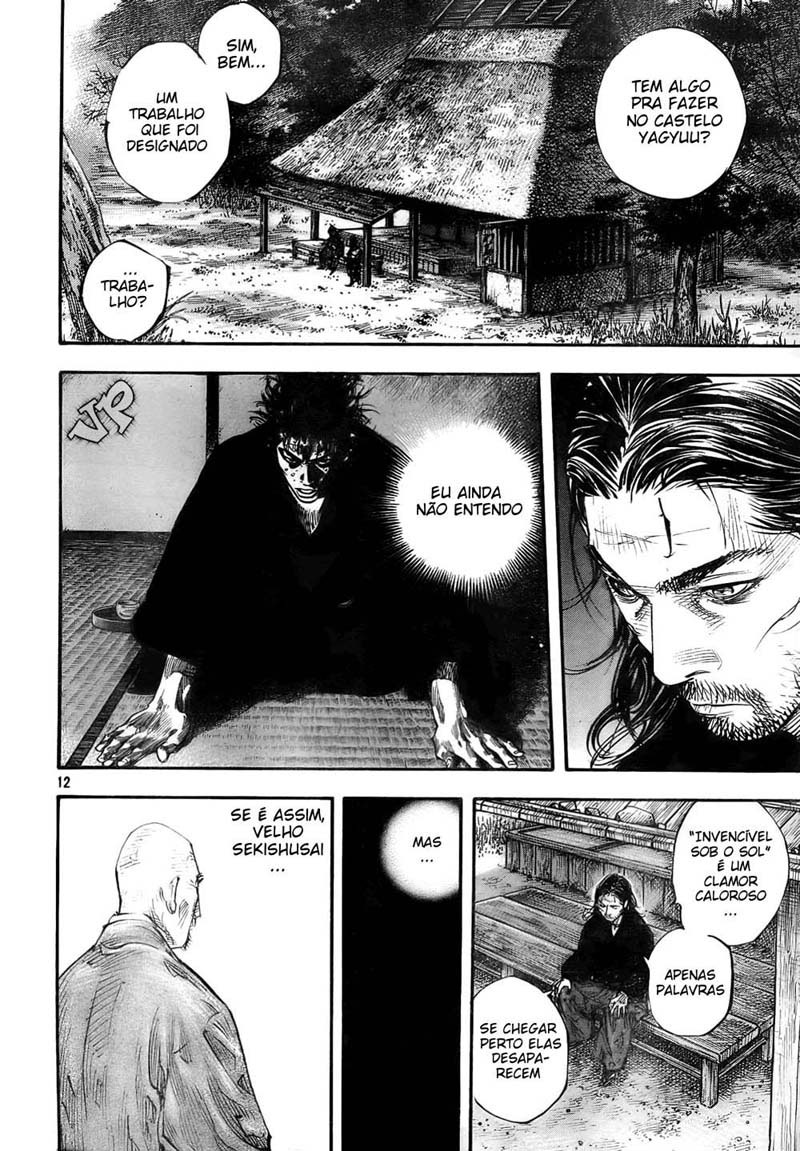 TEM ALGO
PRA FAZER
NO CASTELO
YAGYUU?
SIM,
BEM...
UM
TRABALHO
QUE FOI
DESIGNADO
...
TRABA-
LHO?
EU AINDA
NÃO ENTENDO
12
"INVENCÍVEL
SOB O SOL"
É UM
CLAMOR
CALOROSO
...
APENAS
PALAVRAS
SE CHEGAR
PERTO ELAS
DESAPA-
RECEM
MAS
...
SE É ASSIM,
VELHO
SEKISHUSAI
...